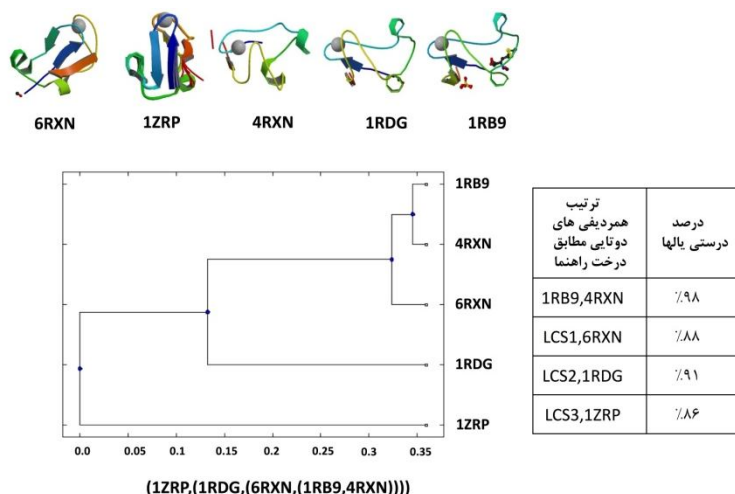 6RXN 1ZRP 4RXN 1RDG 1RB9
1RB9
4RXN
6RXN
1RDG
1ZRP
0.0 0.05 0.1 0.15 0.2 0.25 0.3 0.35
(1ZRP,(1RDG,(6RXN,(1RB9,4RXN))))
ترتیب
همردیفی های
دوتایی مطابق
درخت راهنما
درصد
درستی یالها
1RB9,4RXN ٪۹۸
LCS1,6RXN ٪۸۸
LCS2,1RDG ٪۹۱
LCS3,1ZRP ٪۸۶